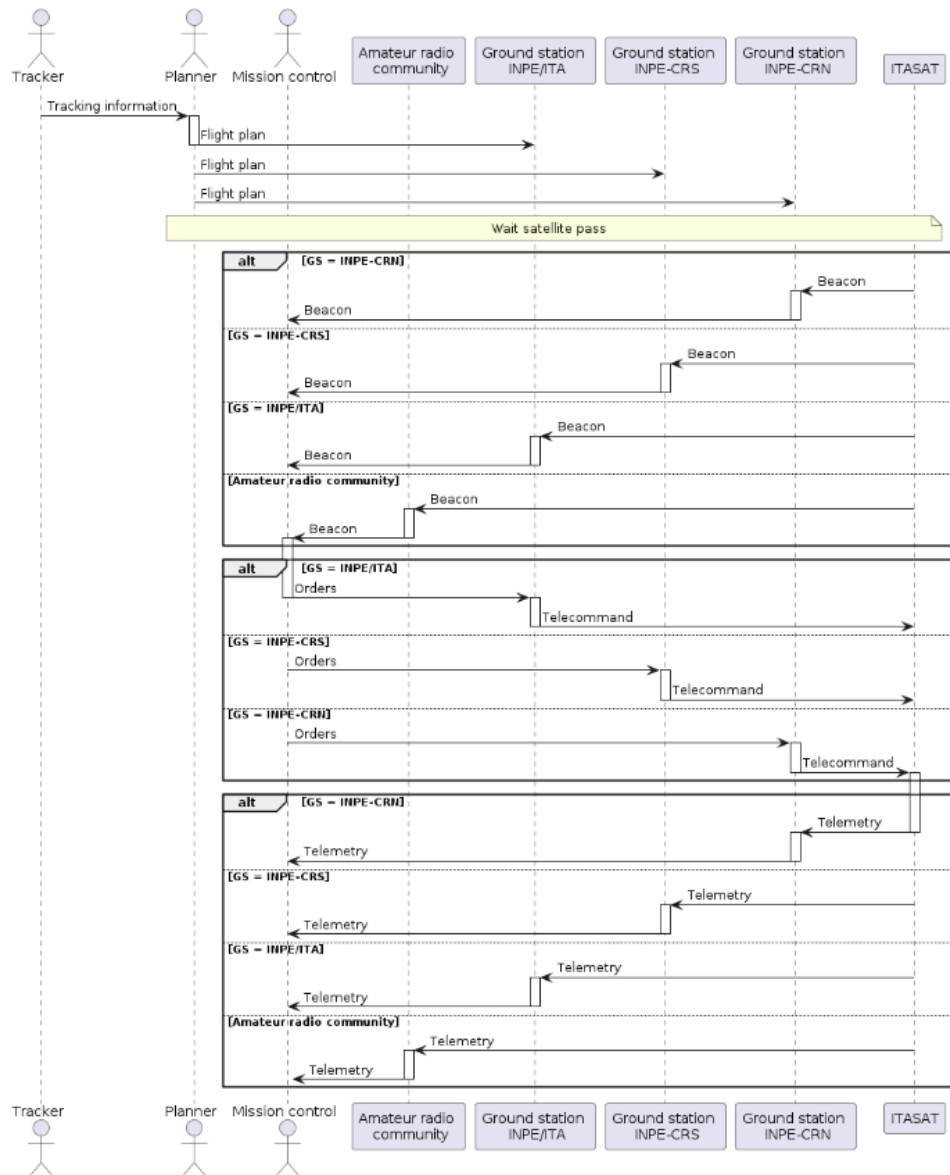 Tracker
Planner
Mission control
Amateur radio
community
Ground station
INPE/ITA
Ground station
INPE-CRS
Ground station
INPE-CRN
ITASAT
Tracking information
Flight plan
Flight plan
Flight plan
Wait satellite pass
alt [GS = INPE-CRN]
Beacon
Beacon
[GS = INPE-CRS]
Beacon
Beacon
[GS = INPE/ITA]
Beacon
Beacon
[Amateur radio community]
Beacon
Beacon
alt [GS = INPE/ITA]
Orders
Telecommand
[GS = INPE-CRS]
Orders
Telecommand
[GS = INPE-CRN]
Orders
Telecommand
alt [GS = INPE-CRN]
Telemetry
Telemetry
[GS = INPE-CRS]
Telemetry
Telemetry
[GS = INPE/ITA]
Telemetry
Telemetry
[Amateur radio community]
Telemetry
Telemetry
Tracker
Planner
Mission control
Amateur radio
community
Ground station
INPE/ITA
Ground station
INPE-CRS
Ground station
INPE-CRN
ITASAT